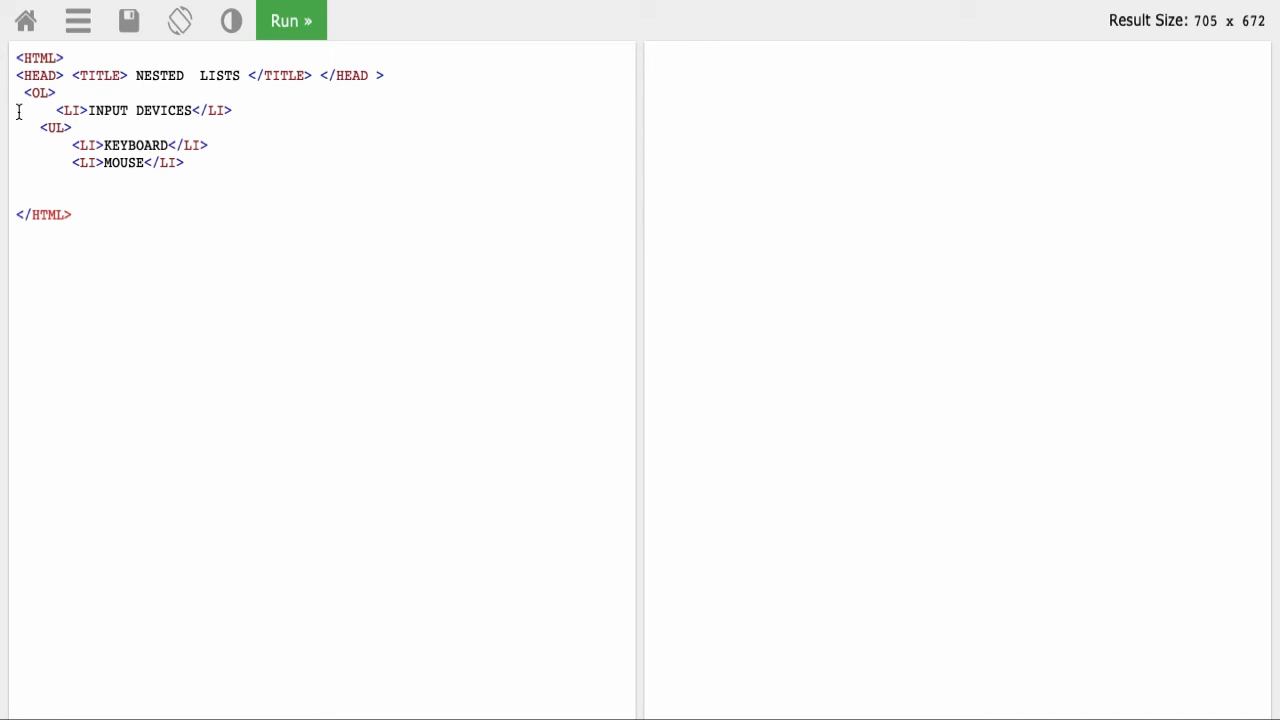 Run »
Result Size: 705 x 672
<HTML>
<HEAD> <TITLE> NESTED  LISTS </TITLE> </HEAD >
<OL>
<LI>INPUT DEVICES</LI>
<UL>
<LI>KEYBOARD</LI>
<LI>MOUSE</LI>
</HTML>